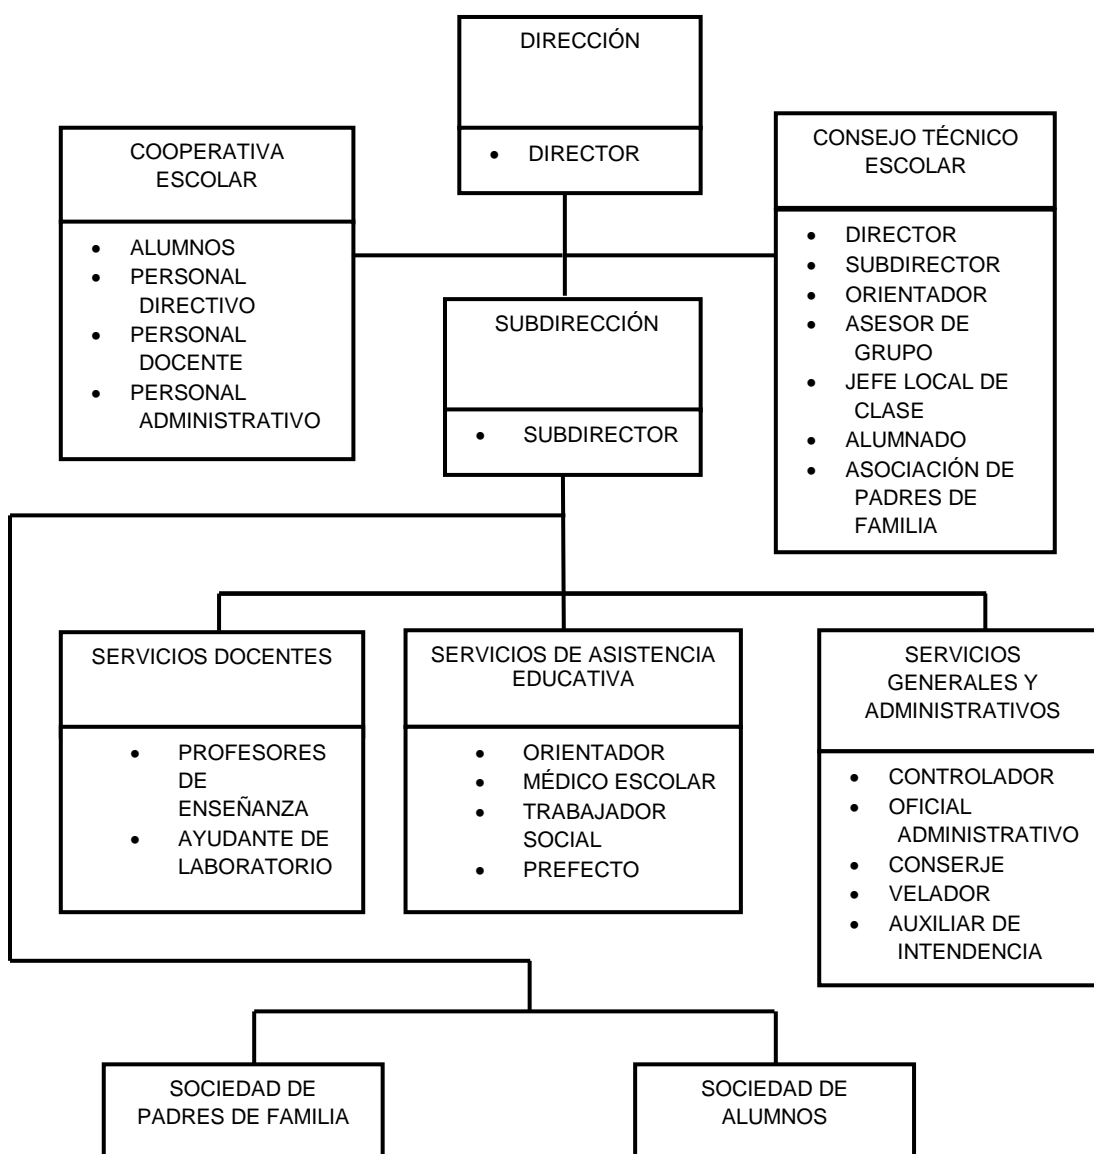 DIRECCIÓN
• DIRECTOR
COOPERATIVA
ESCOLAR
• ALUMNOS
• PERSONAL
DIRECTIVO
• PERSONAL
DOCENTE
• PERSONAL
ADMINISTRATIVO
CONSEJO TÉCNICO
ESCOLAR
• DIRECTOR
• SUBDIRECTOR
• ORIENTADOR
• ASESOR DE
GRUPO
• JEFE LOCAL DE
CLASE
• ALUMNADO
• ASOCIACIÓN DE
PADRES DE
FAMILIA
SUBDIRECCIÓN
• SUBDIRECTOR
SERVICIOS DOCENTES
• PROFESORES
DE
ENSEÑANZA
• AYUDANTE DE
LABORATORIO
SERVICIOS DE ASISTENCIA
EDUCATIVA
• ORIENTADOR
• MÉDICO ESCOLAR
• TRABAJADOR
SOCIAL
• PREFECTO
SERVICIOS
GENERALES Y
ADMINISTRATIVOS
• CONTROLADOR
• OFICIAL
ADMINISTRATIVO
• CONSERJE
• VELADOR
• AUXILIAR DE
INTENDENCIA
SOCIEDAD DE
PADRES DE FAMILIA
SOCIEDAD DE
ALUMNOS